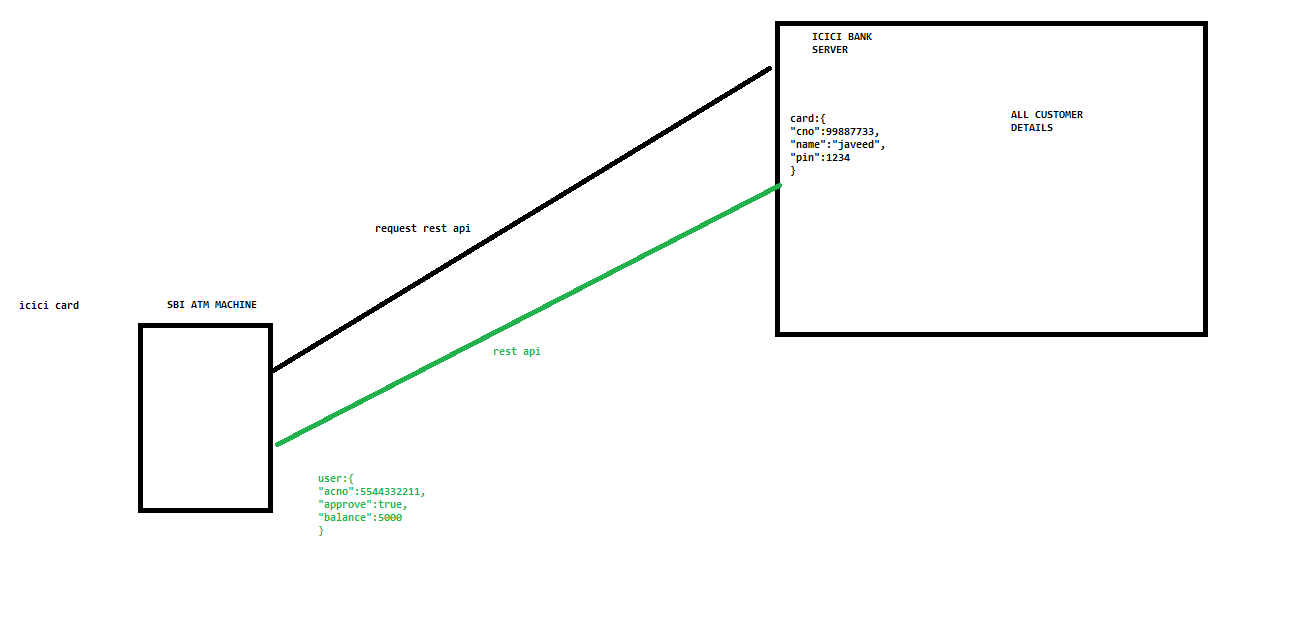 ICICI BANK
SERVER
card:{
"cno":99887733,
"name":"javeed",
"pin":1234
}
ALL CUSTOMER
DETAILS
request rest api
icici card
SBI ATM MACHINE
rest api
user:{
"acno":5544332211,
"approve":true,
"balance":5000
}